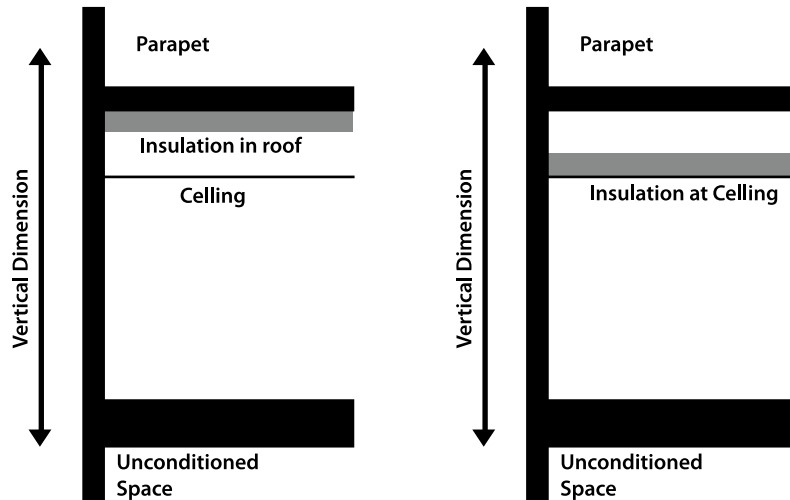 Parapet
Insulation in roof
Celling
Vertical Dimension
Unconditioned
Space
Parapet
Insulation at Celling
Vertical Dimension
Unconditioned
Space